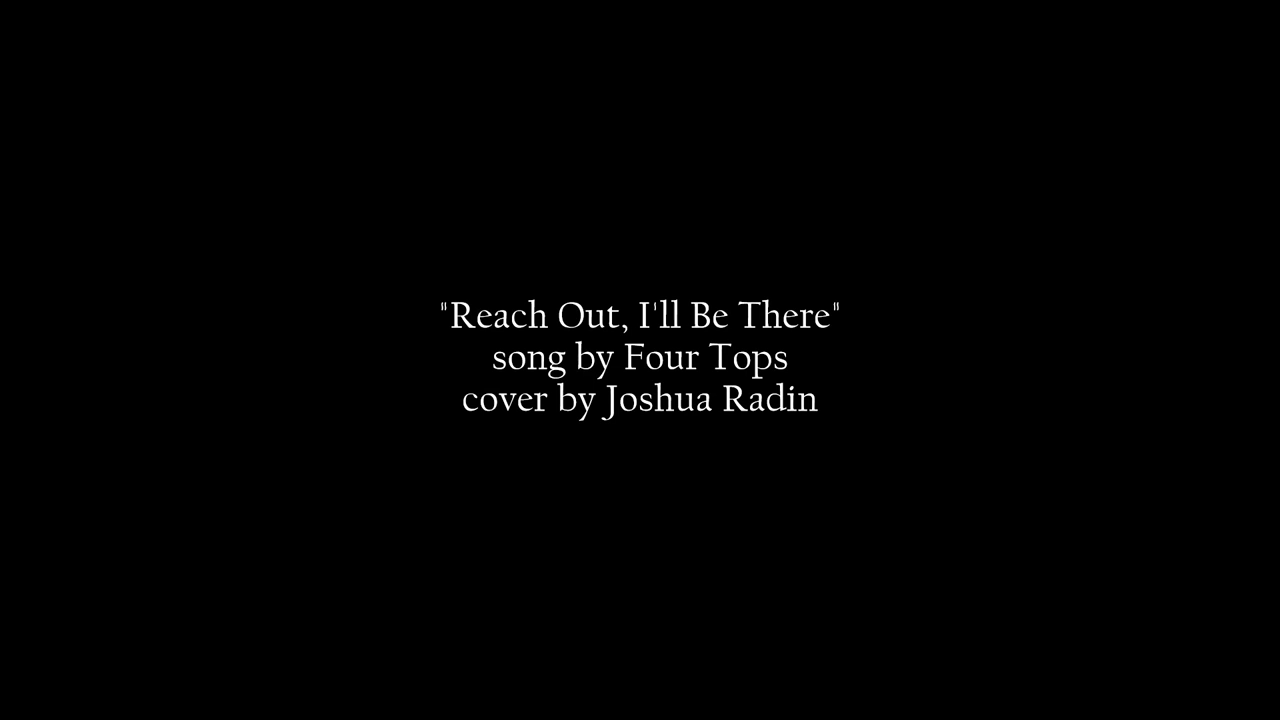 "Reach Out, I'll Be There"
song by Four Tops
cover by Joshua Radin